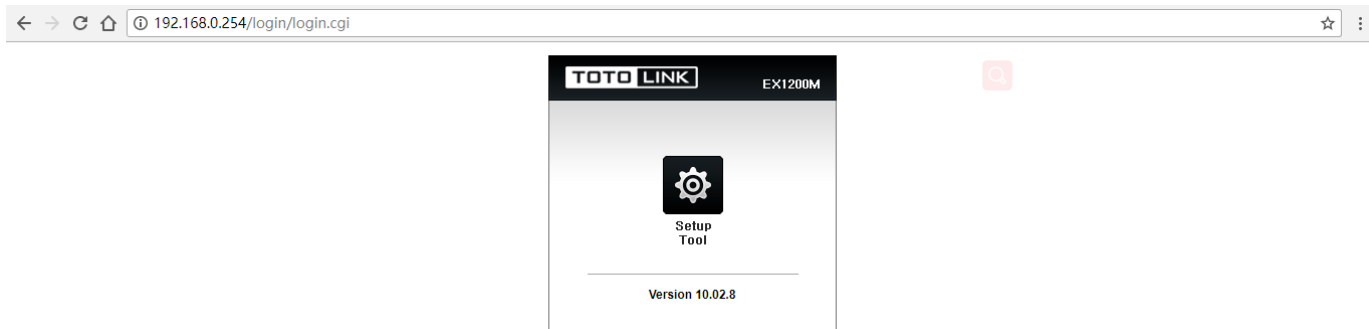 192.168.0.254/login/login.cgi
TOTO LINK
EX1200M
Setup
Tool
Version 10.02.8